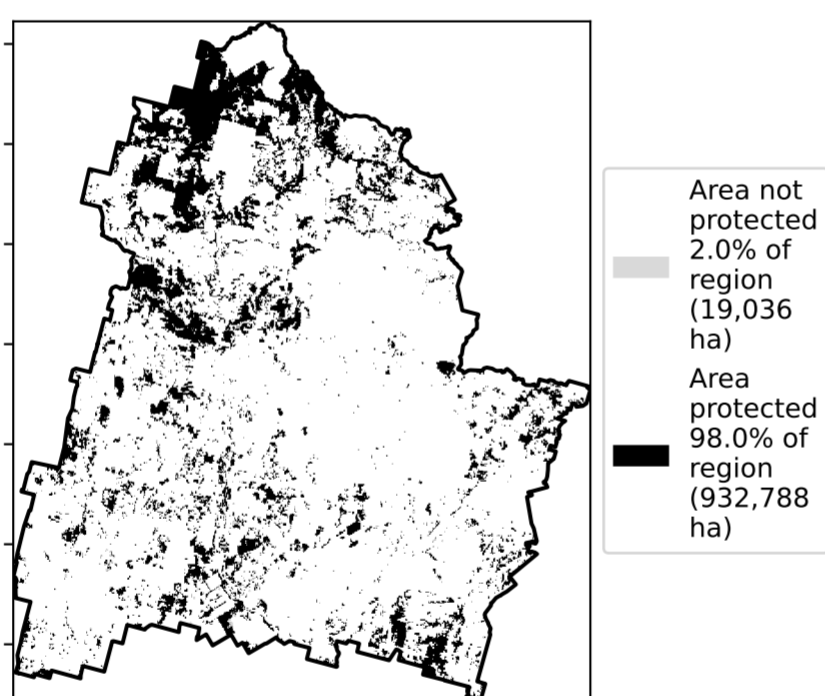 Area not
protected
2.0% of
region
(19,036
ha)
Area
protected
98.0% of
region
(932,788
ha)